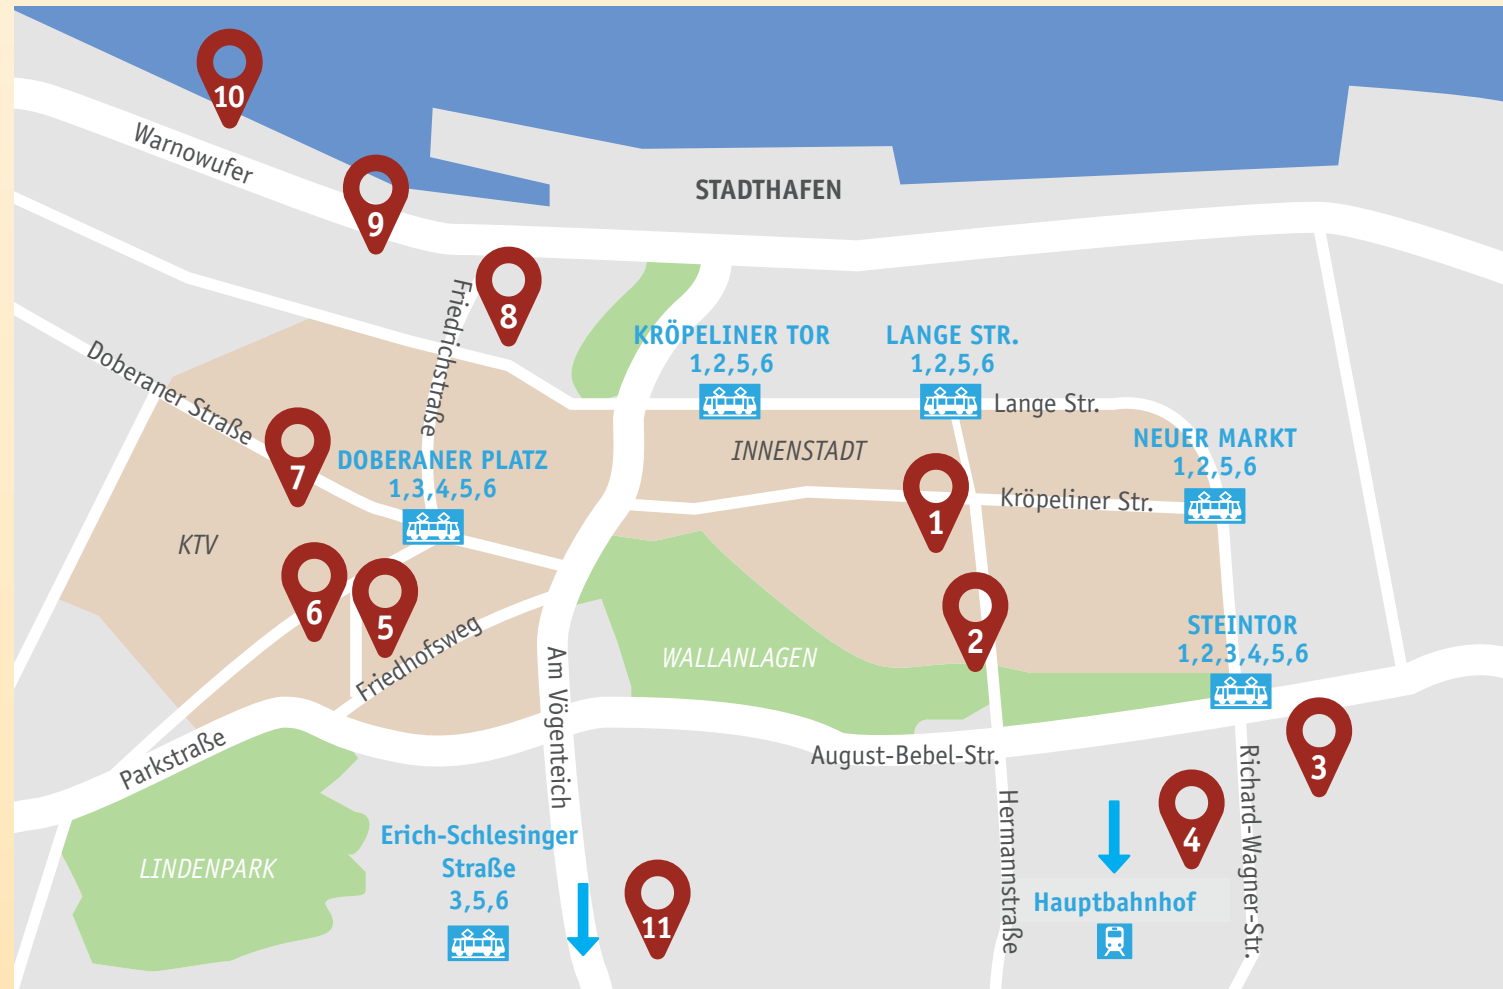 10
Warnowufer
9
STADTHAFEN
8
Friedrichstraße
KRÖPELINER TOR
1,2,5,6
LANGE STR.
1,2,5,6
Lange Str.
Doberaner Straße
7
DOBERANER PLATZ
1,3,4,5,6
INNENSTADT
NEUER MARKT
1,2,5,6
1
Kröpeliner Str.
KTV
6
5
Friedhofsweg
2
WALLANLAGEN
STEINTOR
1,2,3,4,5,6
Am Vögenteich
Parkstraße
August-Bebel-Str.
3
Richard-Wagner-Str.
4
Hermannstraße
LINDENPARK
Erich-Schlesinger
Straße
3,5,6
11
Hauptbahnhof